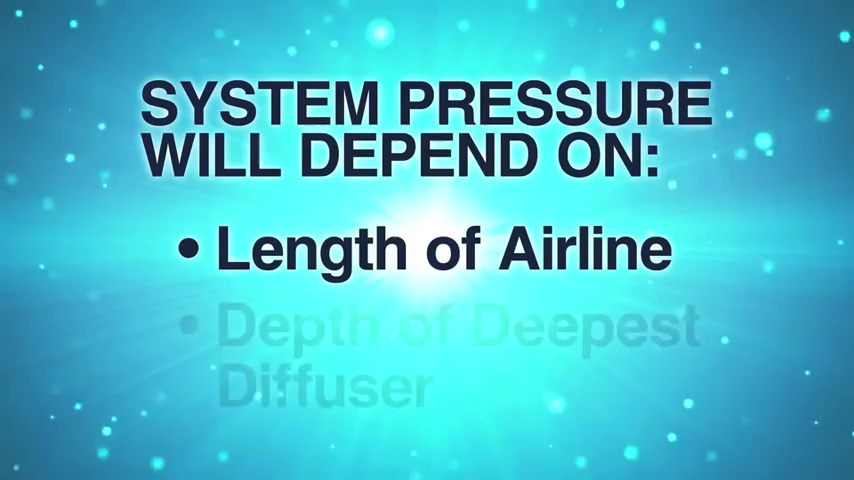 SYSTEM PRESSURE
WILL DEPEND ON:
• Length of Airline
• Depth of Deepest
Diffuser